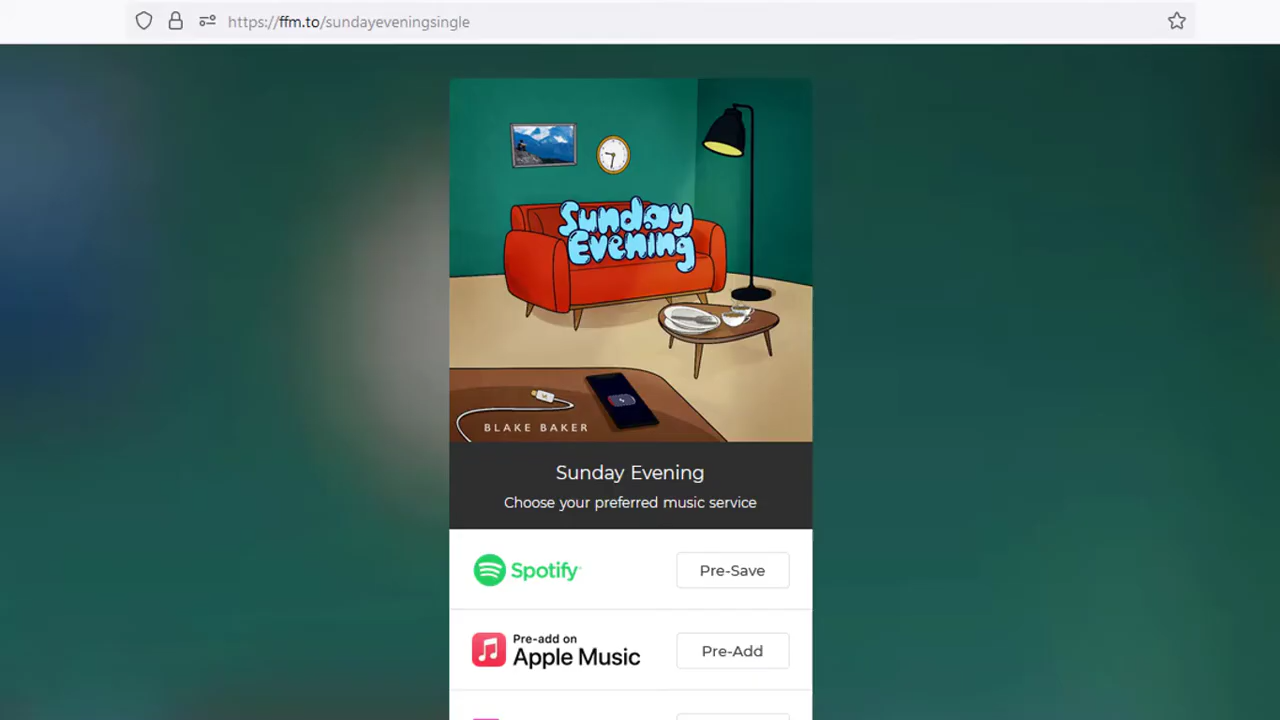 https://ffm.to/sundayeveningsingle
Sunday
Evening
BLAKE BAKER
Sunday Evening
Choose your preferred music service
Spotify
Pre-Save
Pre-add on
Apple Music
Pre-Add